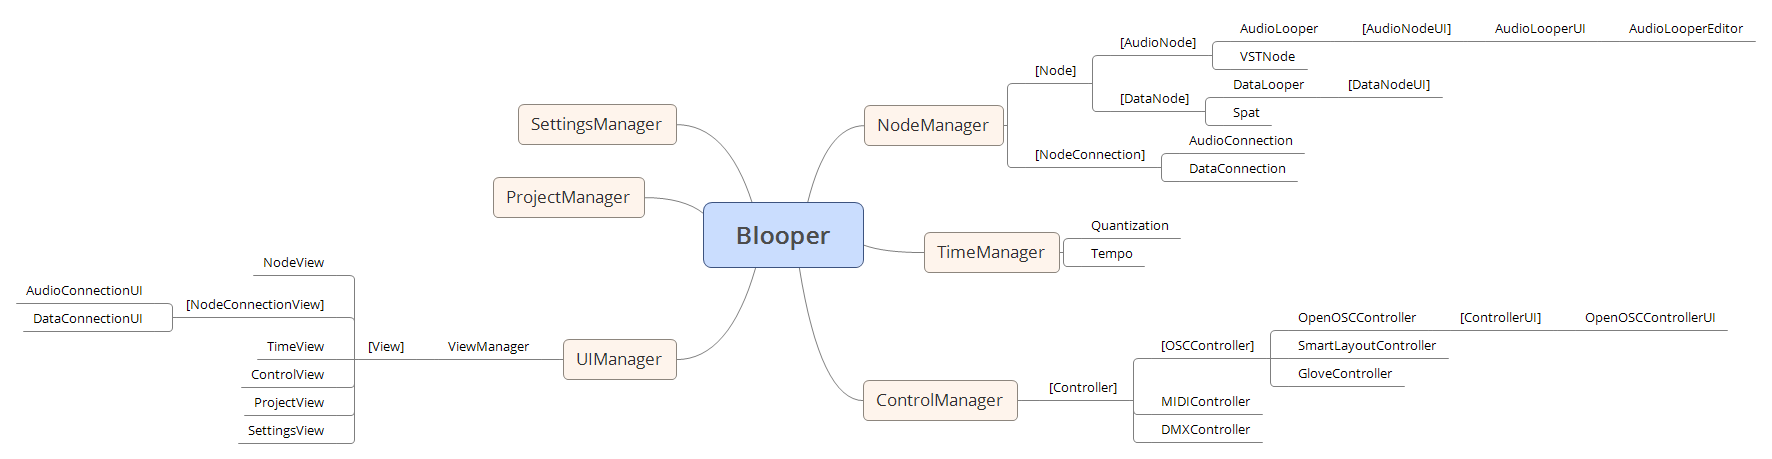 Blooper
SettingsManager
ProjectManager
UIManager
ViewManager
[View]
NodeView
[NodeConnectionView]
AudioConnectionUI
DataConnectionUI
TimeView
ControlView
ProjectView
SettingsView
NodeManager
[Node]
[AudioNode]
AudioLooper
[AudioNodeUI]
AudioLooperUI
AudioLooperEditor
VSTNode
[DataNode]
DataLooper
[DataNodeUI]
Spat
[NodeConnection]
AudioConnection
DataConnection
TimeManager
Quantization
Tempo
ControlManager
[Controller]
[OSCController]
OpenOSCController
[ControllerUI]
OpenOSCControllerUI
SmartLayoutController
GloveController
MIDIController
DMXController